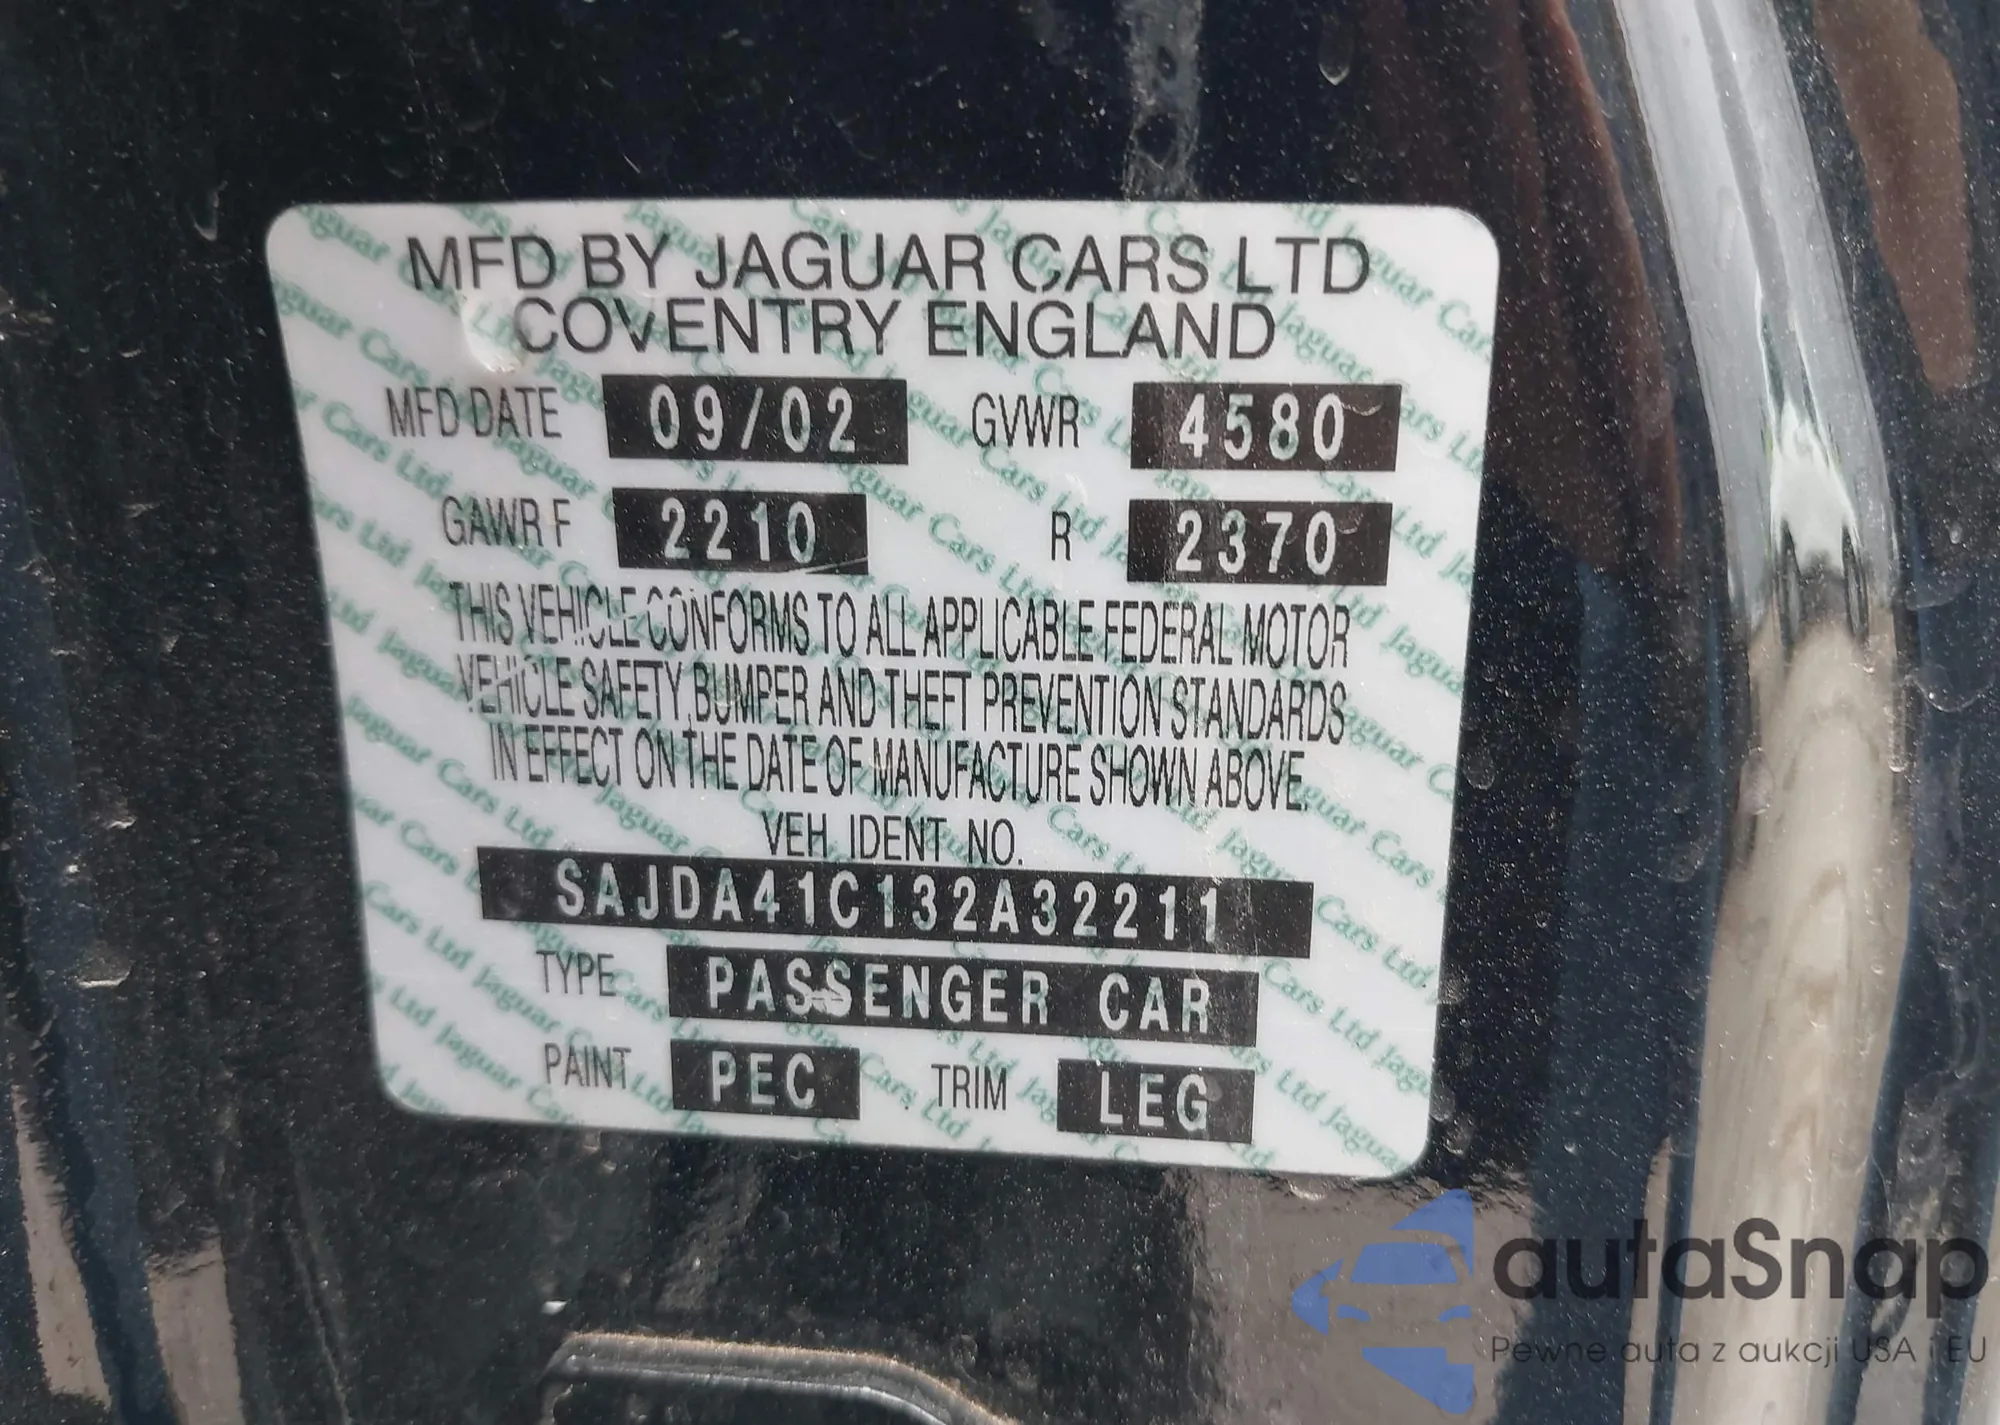 MFD BY JAGUAR CARS LTD
COVENTRY ENGLAND
MFD DATE 09/02 GVWR 4580
GAWR F 2210 R 2370
THIS VEHICLE CONFORMS TO ALL APPLICABLE FEDERAL MOTOR
VEHICLE SAFETY, BUMPER AND THEFT PREVENTION STANDARDS
IN EFFECT ON THE DATE OF MANUFACTURE SHOWN ABOVE.
VEH. IDENT NO.
SAJDA41C132A32211
TYPE PASSENGER CAR
PAINT PEC TRIM LEG
autaSnap
Pewne auta z aukcji USA i EU